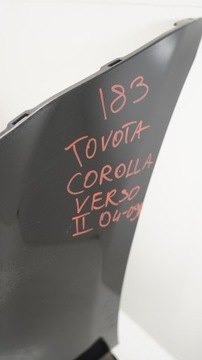 183
TOYOTA
COROLLA
VERSO
II 04-09